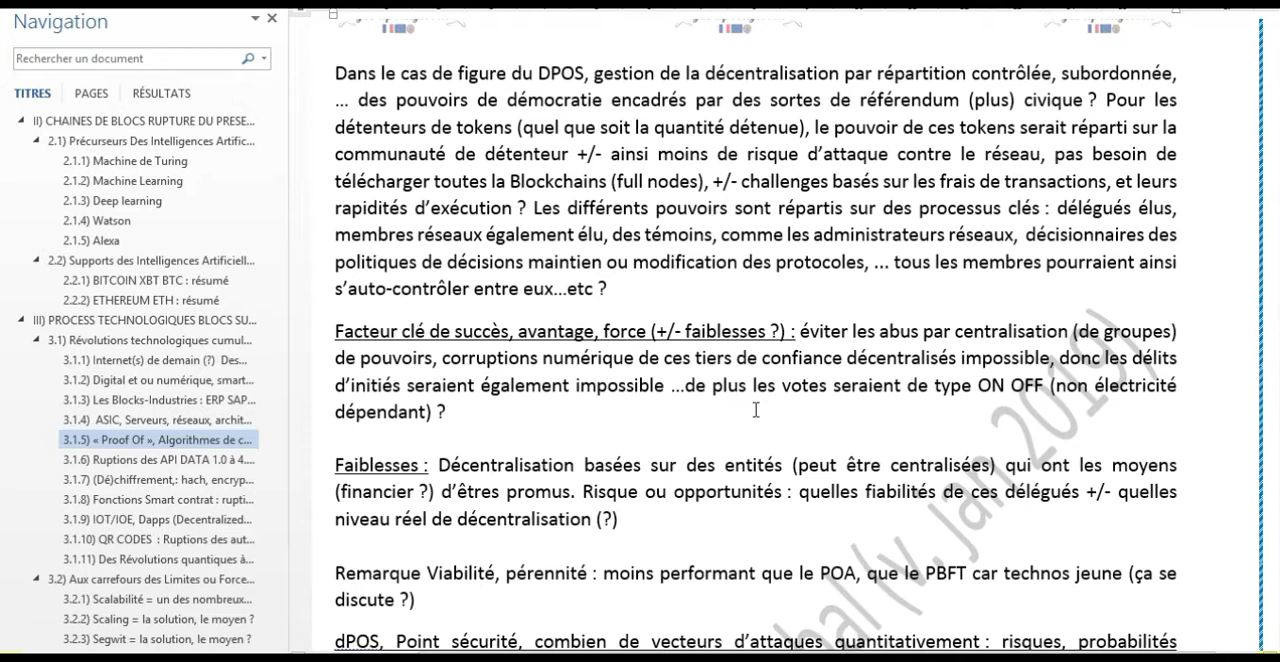 Navigation
Rechercher un document
TITRES PAGES RÉSULTATS
II) CHAINES DE BLOCS RUPTURE DU PRESE...
2.1) Précurseurs Des Intelligences Artific...
2.1.1) Machine de Turing
2.1.2) Machine Learning
2.1.3) Deep learning
2.1.4) Watson
2.1.5) Alexa
2.2) Supports des Intelligences Artificiell...
2.2.1) BITCOIN XBT BTC : résumé
2.2.2) ETHEREUM ETH : résumé
III) PROCESS TECHNOLOGIQUES BLOCS SU...
3.1) Révolutions technologiques cumul...
3.1.1) Internet(s) de demain (?) Des...
3.1.2) Digital et ou numérique, smart...
3.1.3) Les Blocks-Industries : ERP SAP...
3.1.4) ASIC, Serveurs, réseaux, archit...
3.1.5) « Proof Of », Algorithmes de c...
3.1.6) Ruptions des API DATA 1.0 à 4....
3.1.7) (Dé)chiffrement,: hach, encryp...
3.1.8) Fonctions Smart contrat : rupti...
3.1.9) IOT/IOE, Dapps (Decentralized...
3.1.10) QR CODES : Ruptions des aut...
3.1.11) Des Révolutions quantiques à...
3.2) Aux carrefours des Limites ou Force...
3.2.1) Scalabilité = un des nombreux...
3.2.2) Scaling = la solution, le moyen ?
3.2.3) Segwit = la solution, le moyen ?
Dans le cas de figure du DPOS, gestion de la décentralisation par répartition contrôlée, subordonnée,
... des pouvoirs de démocratie encadrés par des sortes de référendum (plus) civique ? Pour les
détenteurs de tokens (quel que soit la quantité détenue), le pouvoir de ces tokens serait réparti sur la
communauté de détenteur +/- ainsi moins de risque d'attaque contre le réseau, pas besoin de
télécharger toutes la Blockchains (full nodes), +/- challenges basés sur les frais de transactions, et leurs
rapidités d'exécution ? Les différents pouvoirs sont répartis sur des processus clés : délégués élus,
membres réseaux également élu, des témoins, comme les administrateurs réseaux, décisionnaires des
politiques de décisions maintien ou modification des protocoles, ... tous les membres pourraient ainsi
s'auto-contrôler entre eux...etc ?
Facteur clé de succès, avantage, force (+/- faiblesses ?) : éviter les abus par centralisation (de groupes)
de pouvoirs, corruptions numérique de ces tiers de confiance décentralisés impossible, donc les délits
d'initiés seraient également impossible ...de plus les votes seraient de type ON OFF (non électricité
dépendant) ?
Faiblesses : Décentralisation basées sur des entités (peut être centralisées) qui ont les moyens
(financier ?) d'êtres promus. Risque ou opportunités : quelles fiabilités de ces délégués +/- quelles
niveau réel de décentralisation (?)
Remarque Viabilité, pérennité : moins performant que le POA, que le PBFT car technos jeune (ça se
discute ?)
dPOS, Point sécurité, combien de vecteurs d'attaques quantitativement : risques, probabilités
(v. Jan 2019)